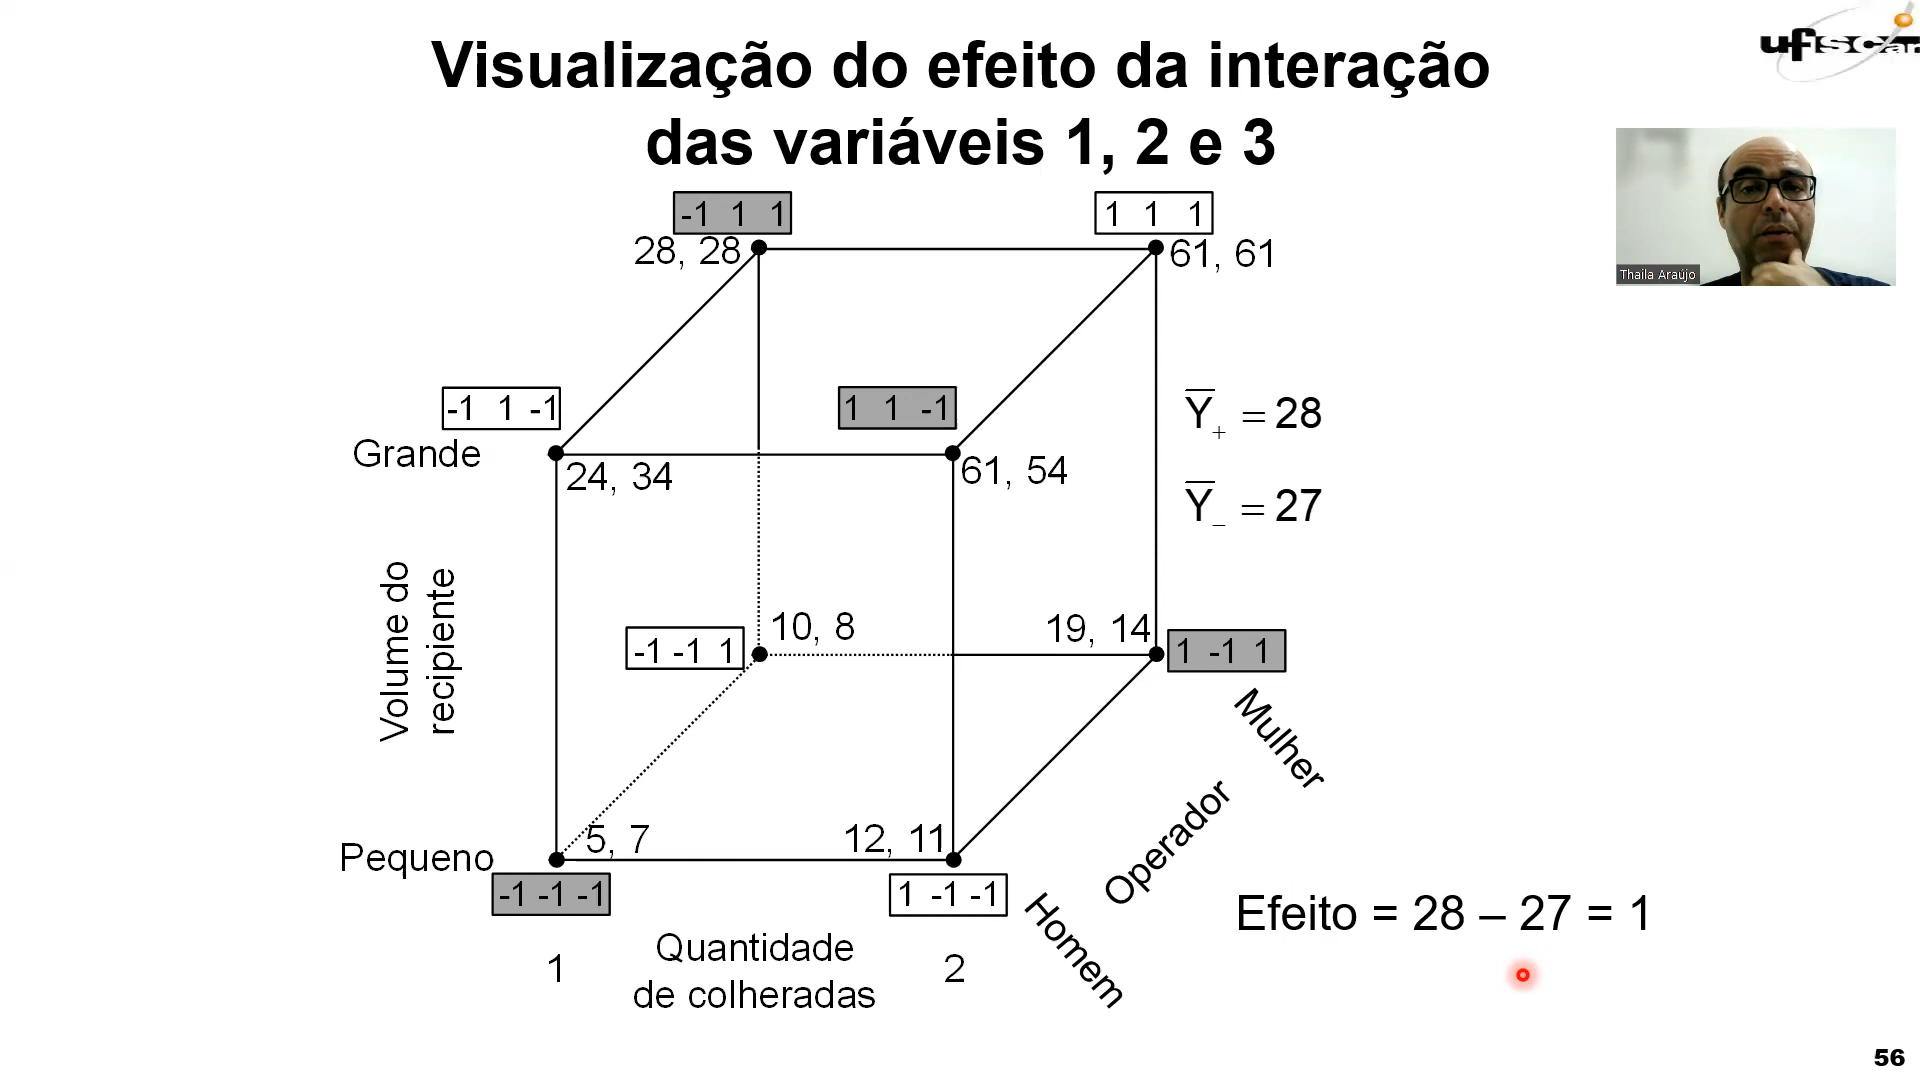 Visualização do efeito da interação
das variáveis 1, 2 e 3
ufscar
Thaila Araújo
-1 1 1
1 1 1
28, 28
61, 61
-1 1 -1
1 1 -1
Grande
24, 34
61, 54
Y+ = 28
Y− = 27
Volume do
recipiente
10, 8
19, 14
-1 -1 1
1 -1 1
Mulher
Operador
Homem
5, 7
12, 11
Pequeno
-1 -1 -1
1 -1 -1
Quantidade
de colheradas
1
2
Efeito = 28 – 27 = 1
56